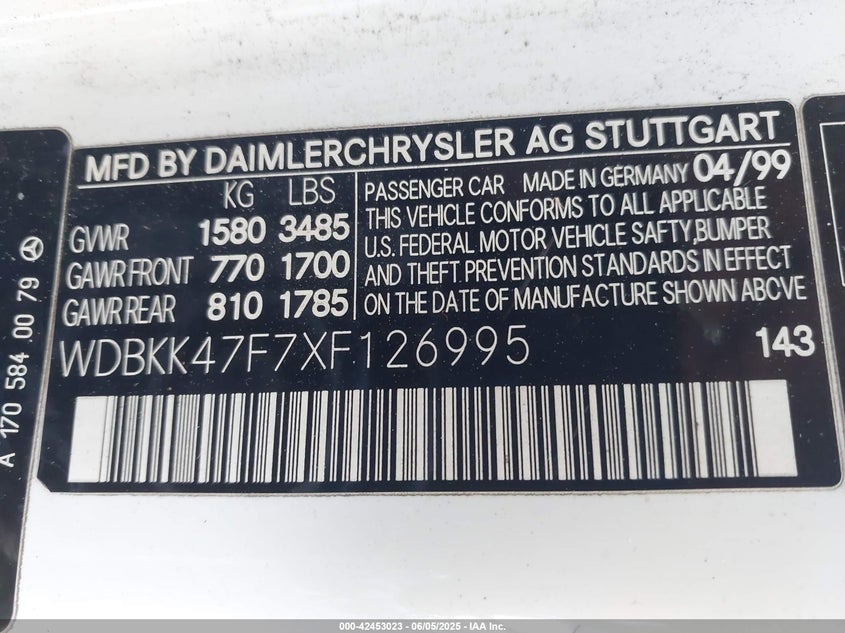 MFD BY DAIMLERCHRYSLER AG STUTTGART
KG LBS
GVWR 1580 3485
GAWR FRONT 770 1700
GAWR REAR 810 1785
PASSENGER CAR MADE IN GERMANY 04/99
THIS VEHICLE CONFORMS TO ALL APPLICABLE
U.S. FEDERAL MOTOR VEHICLE SAFTY,BUMPER
AND THEFT PREVENTION STANDARDS IN EFFECT
ON THE DATE OF MANUFACTURE SHOWN ABOVE
WDBKK47F7XF126995 143
A 170 584 00 79
000-42453023 - 06/05/2025 - IAA Inc.